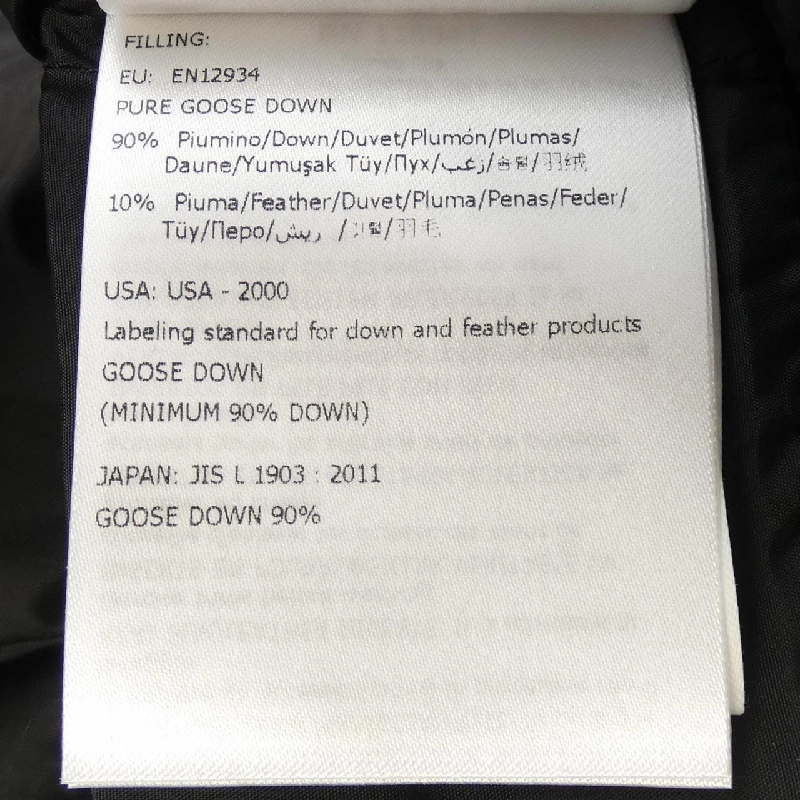 FILLING:
EU: EN12934
PURE GOOSE DOWN
90% Piumino/Down/Duvet/Plumón/Plumas/
Daune/Yumuşak Tüy/Пух/زغب/솜털/羽绒
10% Piuma/Feather/Duvet/Pluma/Penas/Feder/
Tüy/Перо/ريش /깃털/羽毛
USA: USA - 2000
Labeling standard for down and feather products
GOOSE DOWN
(MINIMUM 90% DOWN)
JAPAN: JIS L 1903 : 2011
GOOSE DOWN 90%